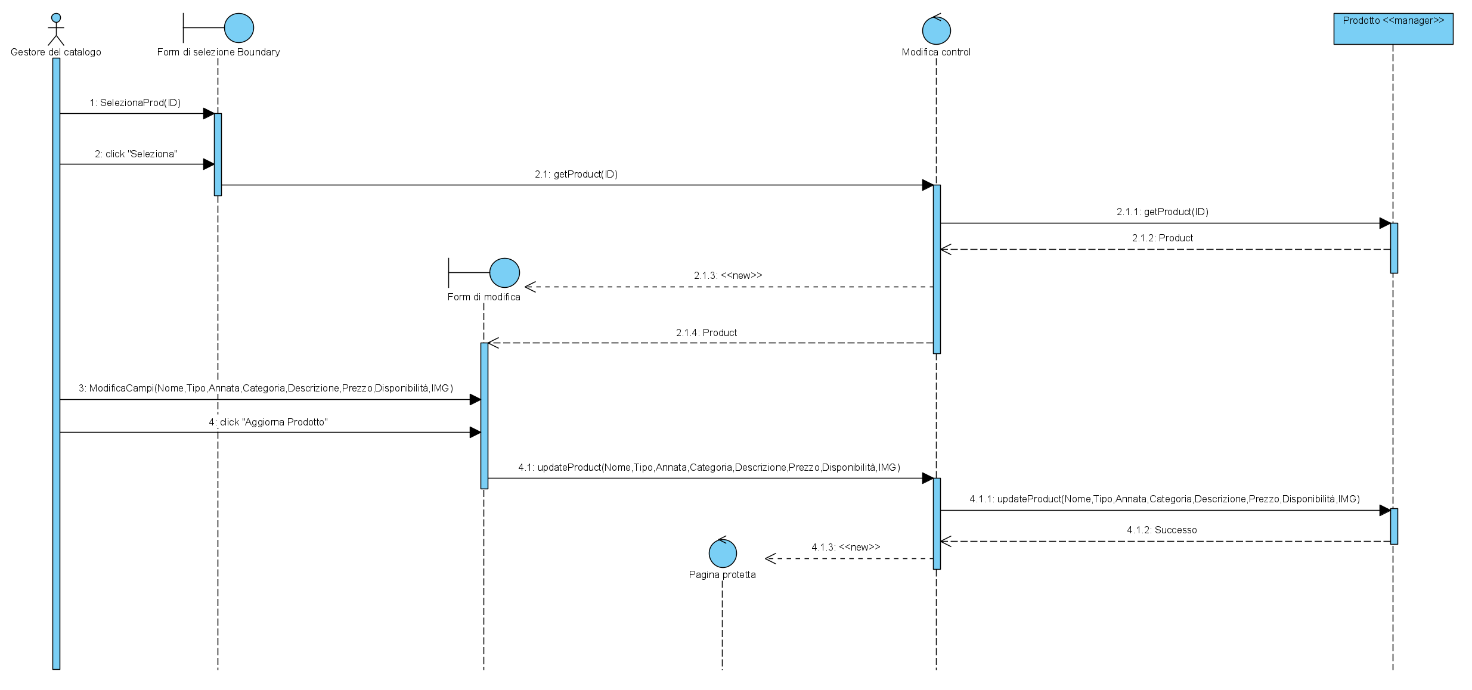 Prodotto <<manager>>
Gestore del catalogo
Form di selezione Boundary
Modifica control
1: SelezionaProd(ID)
2: click "Seleziona"
2.1: getProduct(ID)
2.1.1: getProduct(ID)
2.1.2: Product
2.1.3: <<new>>
Form di modifica
2.1.4: Product
3: ModificaCampi(Nome,Tipo,Annata,Categoria,Descrizione,Prezzo,Disponibilità,IMG)
4: click "Aggiorna Prodotto"
4.1: updateProduct(Nome,Tipo,Annata,Categoria,Descrizione,Prezzo,Disponibilità,IMG)
4.1.1: updateProduct(Nome,Tipo,Annata,Categoria,Descrizione,Prezzo,Disponibilità,IMG)
4.1.2: Successo
4.1.3: <<new>>
Pagina protetta